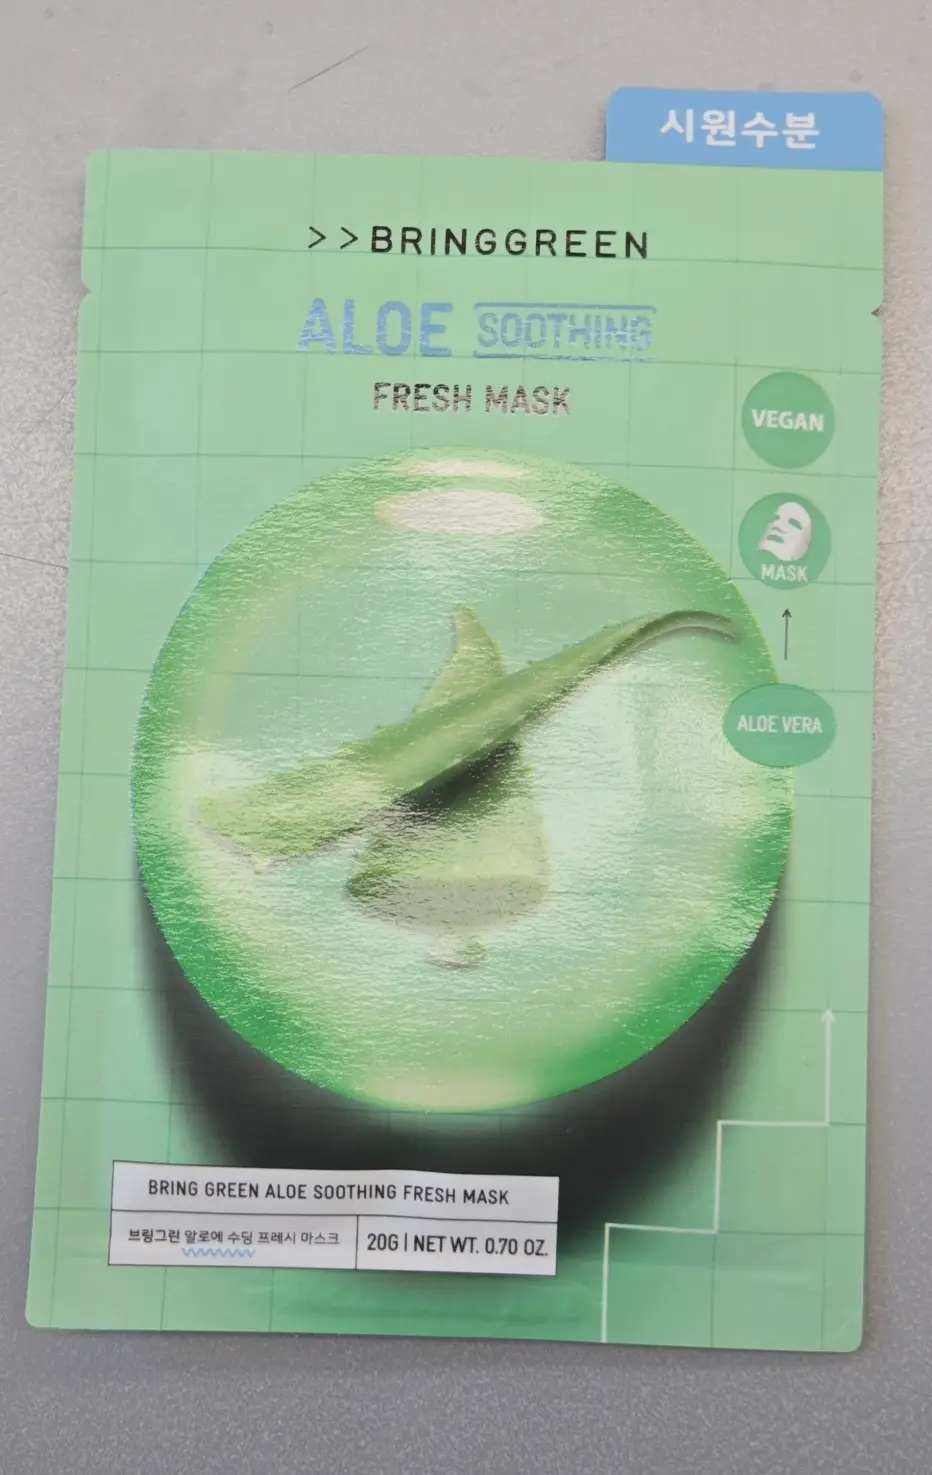 시원수분
>>BRINGGREEN
ALOE SOOTHING
FRESH MASK
VEGAN
MASK
ALOE VERA
BRING GREEN ALOE SOOTHING FRESH MASK
브링그린 알로에 수딩 프레시 마스크
20G | NET WT. 0.70 OZ.